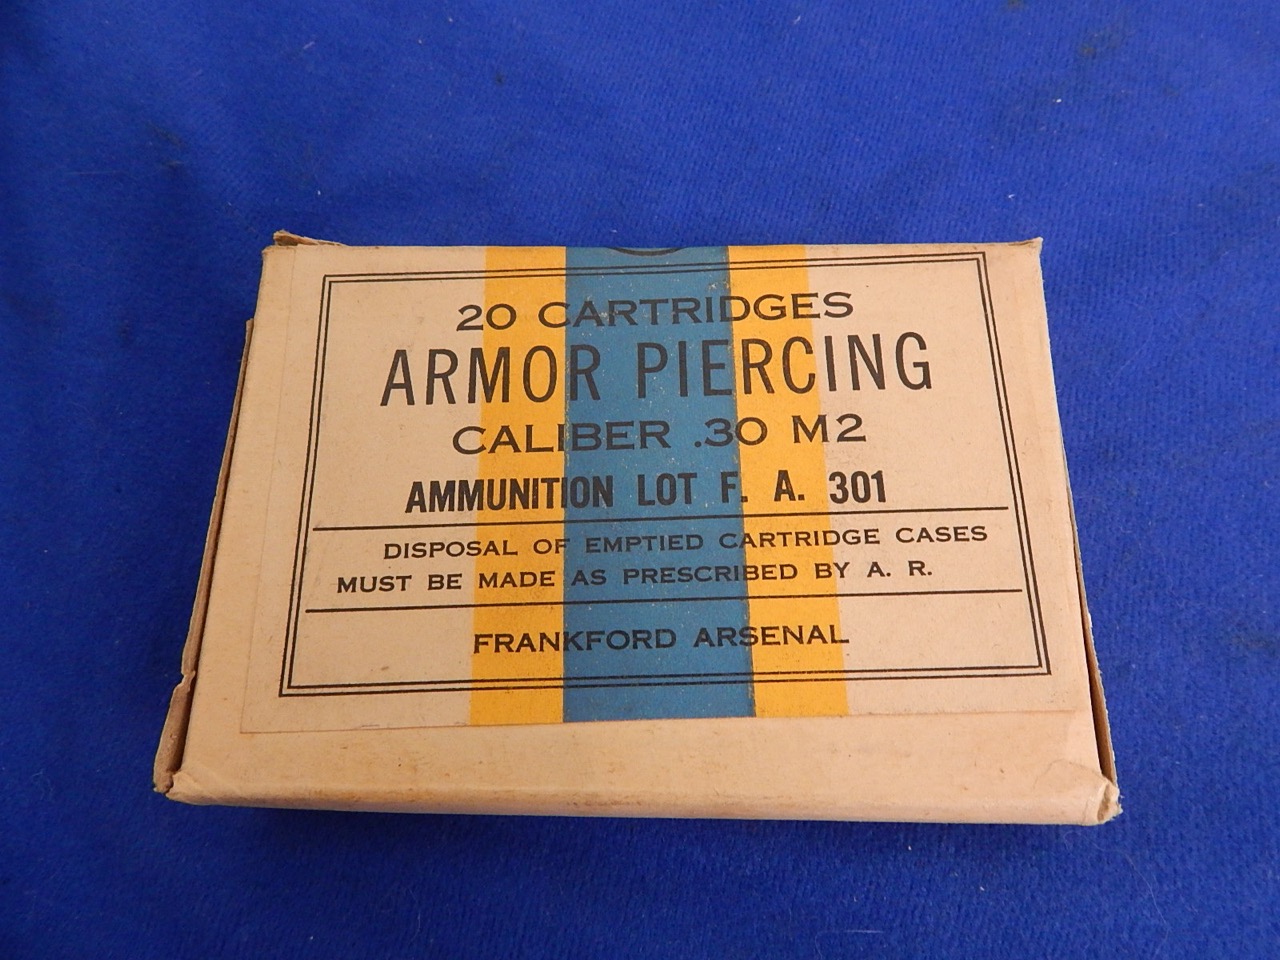 20 CARTRIDGES
ARMOR PIERCING
CALIBER .30 M2
AMMUNITION LOT F. A. 301
DISPOSAL OF EMPTIED CARTRIDGE CASES
MUST BE MADE AS PRESCRIBED BY A. R.
FRANKFORD ARSENAL